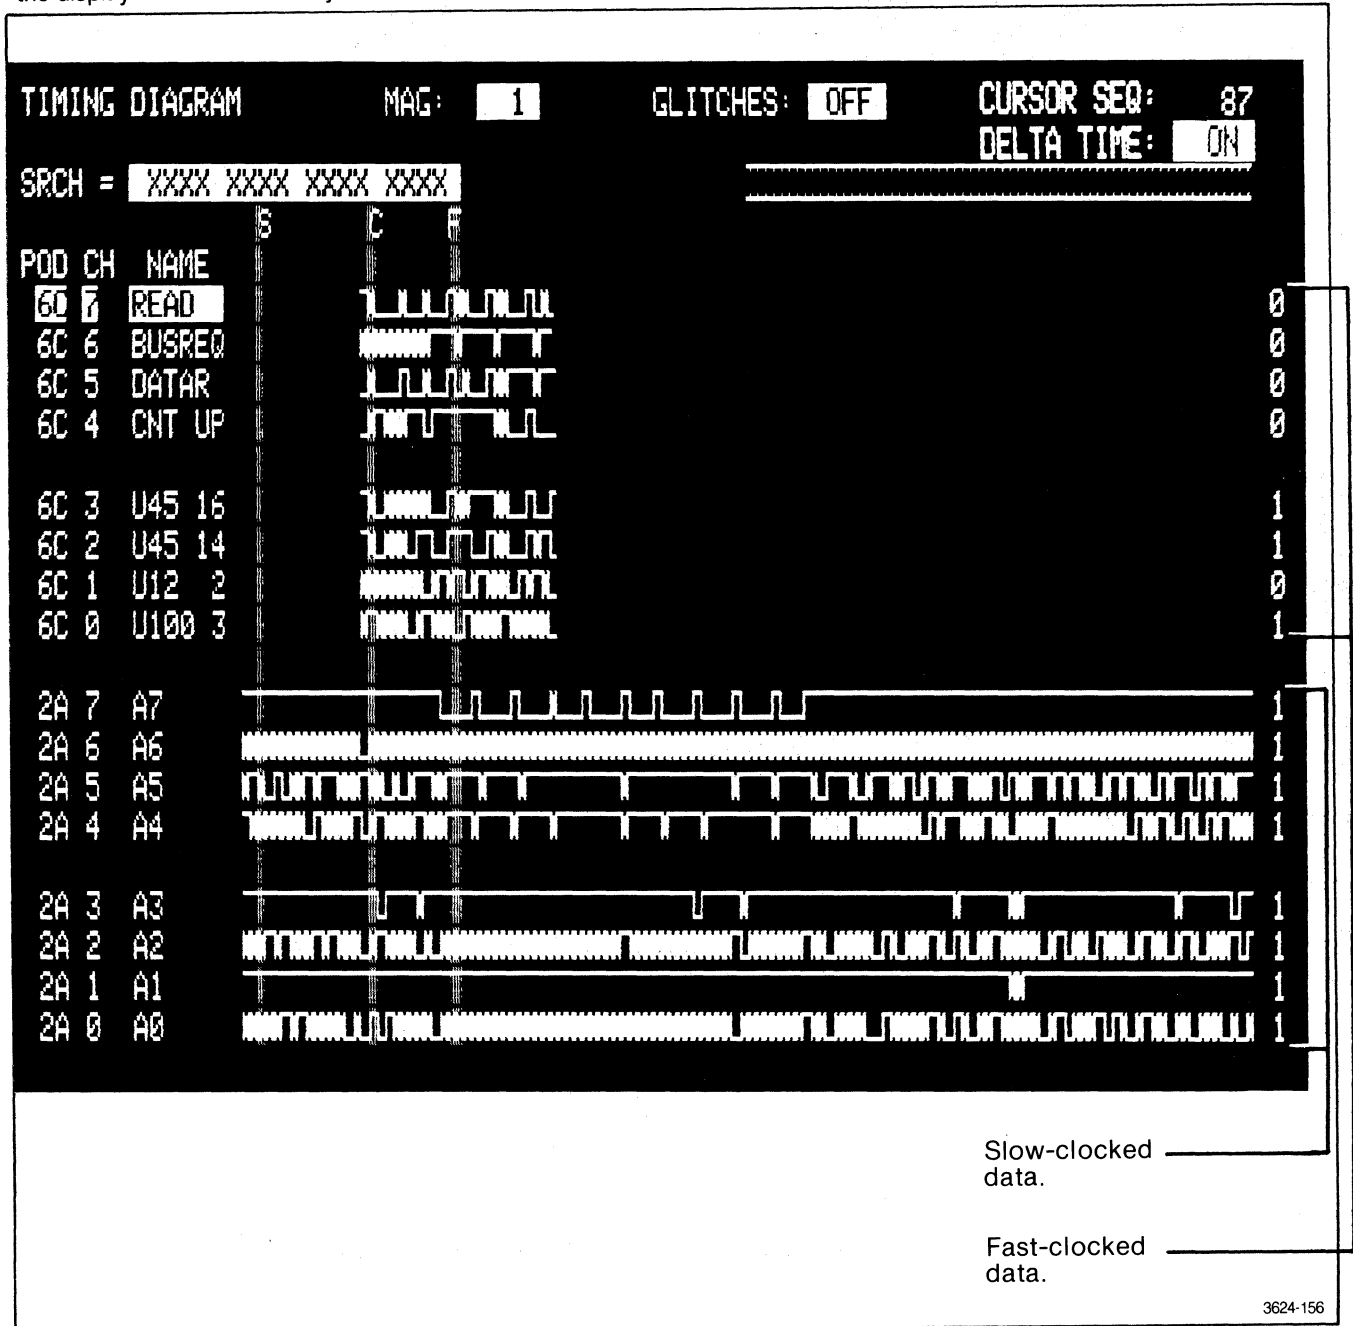 TIMING DIAGRAM MAG: 1 GLITCHES: OFF CURSOR SEQ: 87
DELTA TIME: ON
SRCH = XXXX XXXX XXXX XXXX
S C F
POD CH NAME
6C 7 READ 0
6C 6 BUSREQ 0
6C 5 DATAR 0
6C 4 CNT UP 0
6C 3 U45 16 1
6C 2 U45 14 1
6C 1 U12 2 0
6C 0 U100 3 1
2A 7 A7 1
2A 6 A6 1
2A 5 A5 1
2A 4 A4 1
2A 3 A3 1
2A 2 A2 1
2A 1 A1 1
2A 0 A0 1
Slow-clocked
data.
Fast-clocked
data.
3624-156